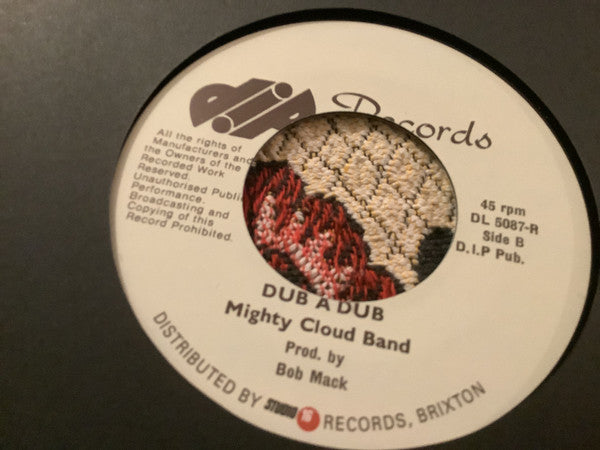 DIP Records
All the rights of
Manufacturers and
the Owners of the
Recorded Work
Reserved.
Unauthorised Publi
Performance.
Broadcasting and
Copying of this
Record Prohibited.
45 rpm
DL 5087-R
Side B
D.I.P Pub.
DUB A DUB
Mighty Cloud Band
Prod. by
Bob Mack
DISTRIBUTED BY STUDIO 16 RECORDS, BRIXTON